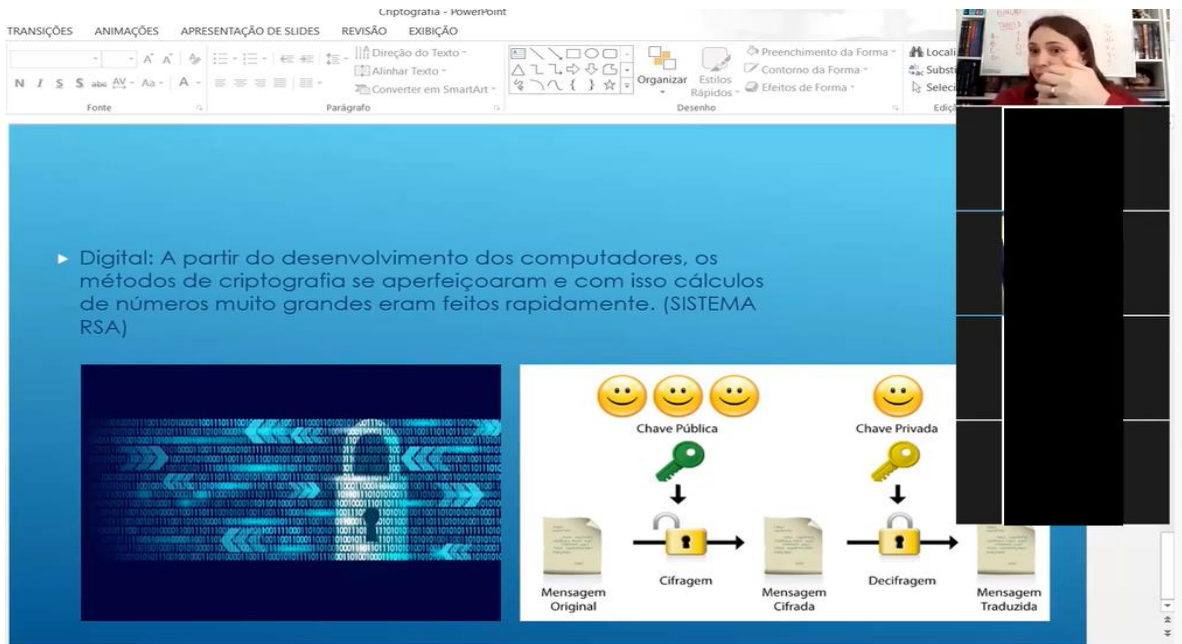 Criptografia - PowerPoint
TRANSIÇÕES ANIMAÇÕES APRESENTAÇÃO DE SLIDES REVISÃO EXIBIÇÃO
Direção do Texto
Alinhar Texto
Converter em SmartArt
N I S S abc AV Aa A
Organizar
Estilos
Rápidos
Preenchimento da Forma
Contorno da Forma
Efeitos de Forma
Fonte Parágrafo Desenho
Digital: A partir do desenvolvimento dos computadores, os
métodos de criptografia se aperfeiçoaram e com isso cálculos
de números muito grandes eram feitos rapidamente. (SISTEMA
RSA)
Chave Pública
Chave Privada
Cifragem
Decifragem
Mensagem
Original
Mensagem
Cifrada
Mensagem
Traduzida